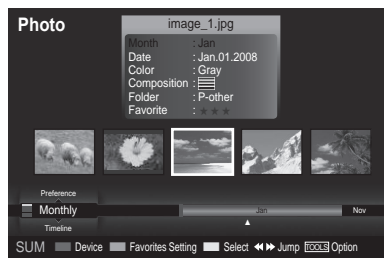 Photo
image_1.jpg
Month : Jan
Date : Jan.01.2008
Color : Gray
Composition :
Folder : P-other
Favorite : ★★★
Preference
Monthly
Timeline
Jan
Nov
SUM Device Favorites Setting Select Jump TOOLS Option